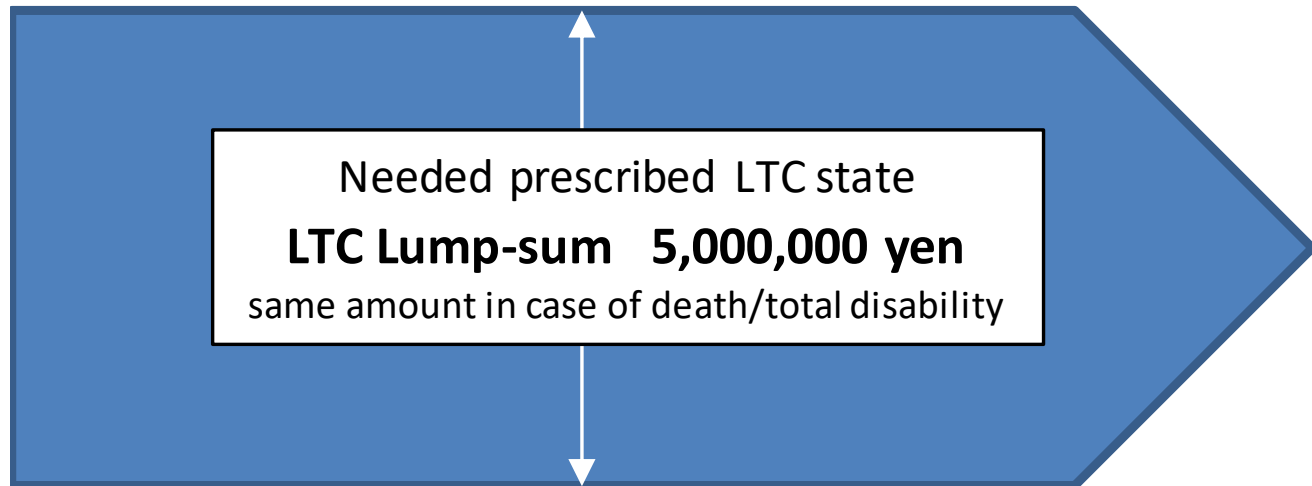 Needed prescribed LTC state
LTC Lump-sum 5,000,000 yen
same amount in case of death/total disability